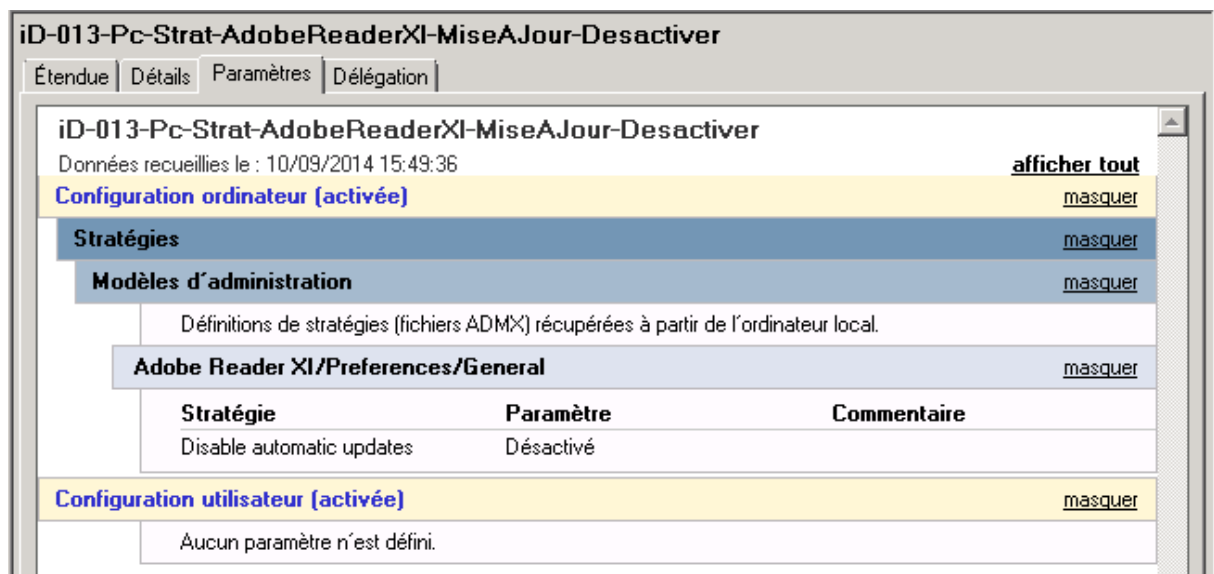 iD-013-Pc-Strat-AdobeReaderXI-MiseAJour-Desactiver
Étendue Détails Paramètres Délégation
iD-013-Pc-Strat-AdobeReaderXI-MiseAJour-Desactiver
Données recueillies le : 10/09/2014 15:49:36 afficher tout
Configuration ordinateur (activée) masquer
Stratégies masquer
Modèles d´administration masquer
Définitions de stratégies (fichiers ADMX) récupérées à partir de l´ordinateur local.
Adobe Reader XI/Preferences/General masquer
Stratégie Paramètre Commentaire
Disable automatic updates Désactivé
Configuration utilisateur (activée) masquer
Aucun paramètre n´est défini.